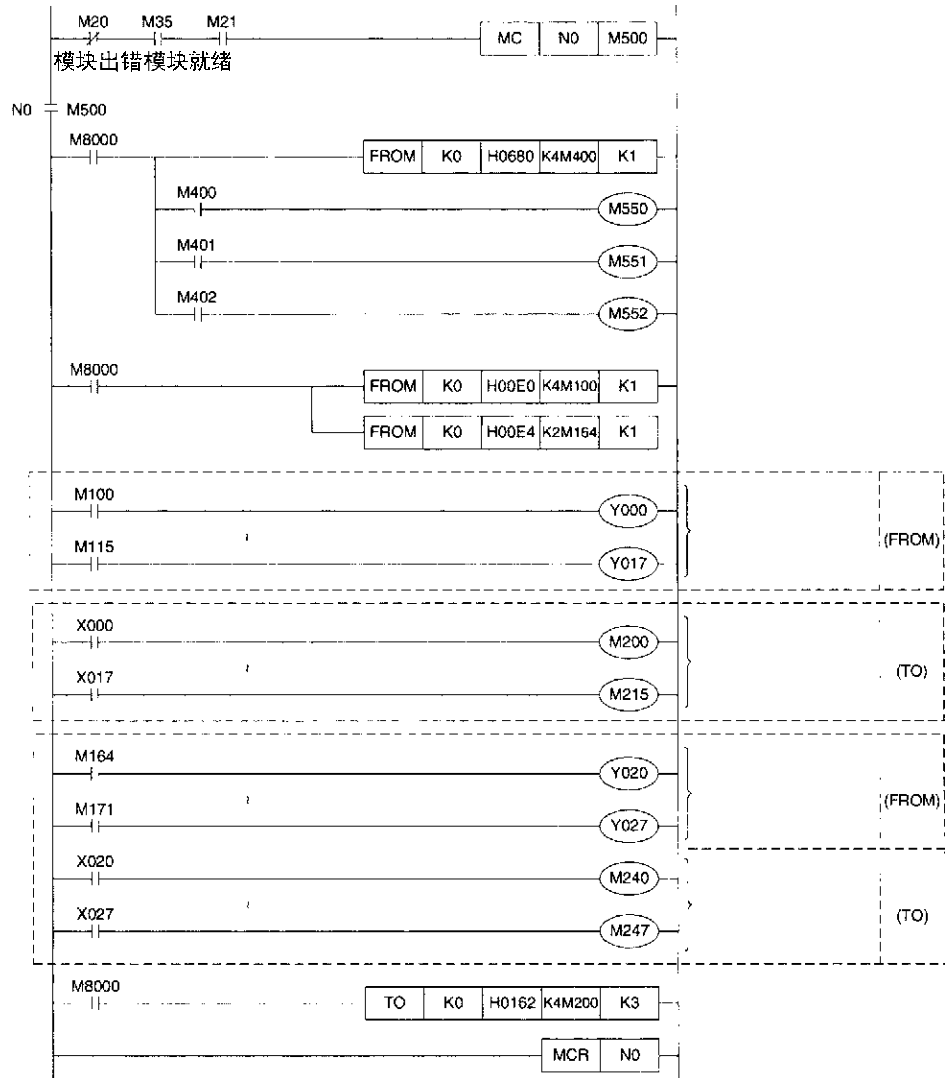 M20 M35 M21
MC N0 M500
模块出错模块就绪
N0 M500
M8000
FROM K0 H0680 K4M400 K1
M400
M550
M401
M551
M402
M552
M8000
FROM K0 H00E0 K4M100 K1
FROM K0 H00E4 K2M164 K1
M100
Y000
(FROM)
M115
Y017
X000
M200
(TO)
X017
M215
M164
Y020
(FROM)
M171
Y027
X020
M240
(TO)
X027
M247
M8000
TO K0 H0162 K4M200 K3
MCR N0